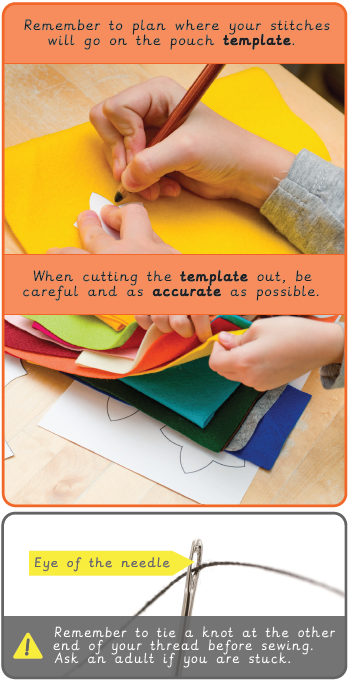 Remember to plan where your stitches
will go on the pouch template.
When cutting the template out, be
careful and as accurate as possible.
Eye of the needle
Remember to tie a knot at the other
end of your thread before sewing.
Ask an adult if you are stuck.